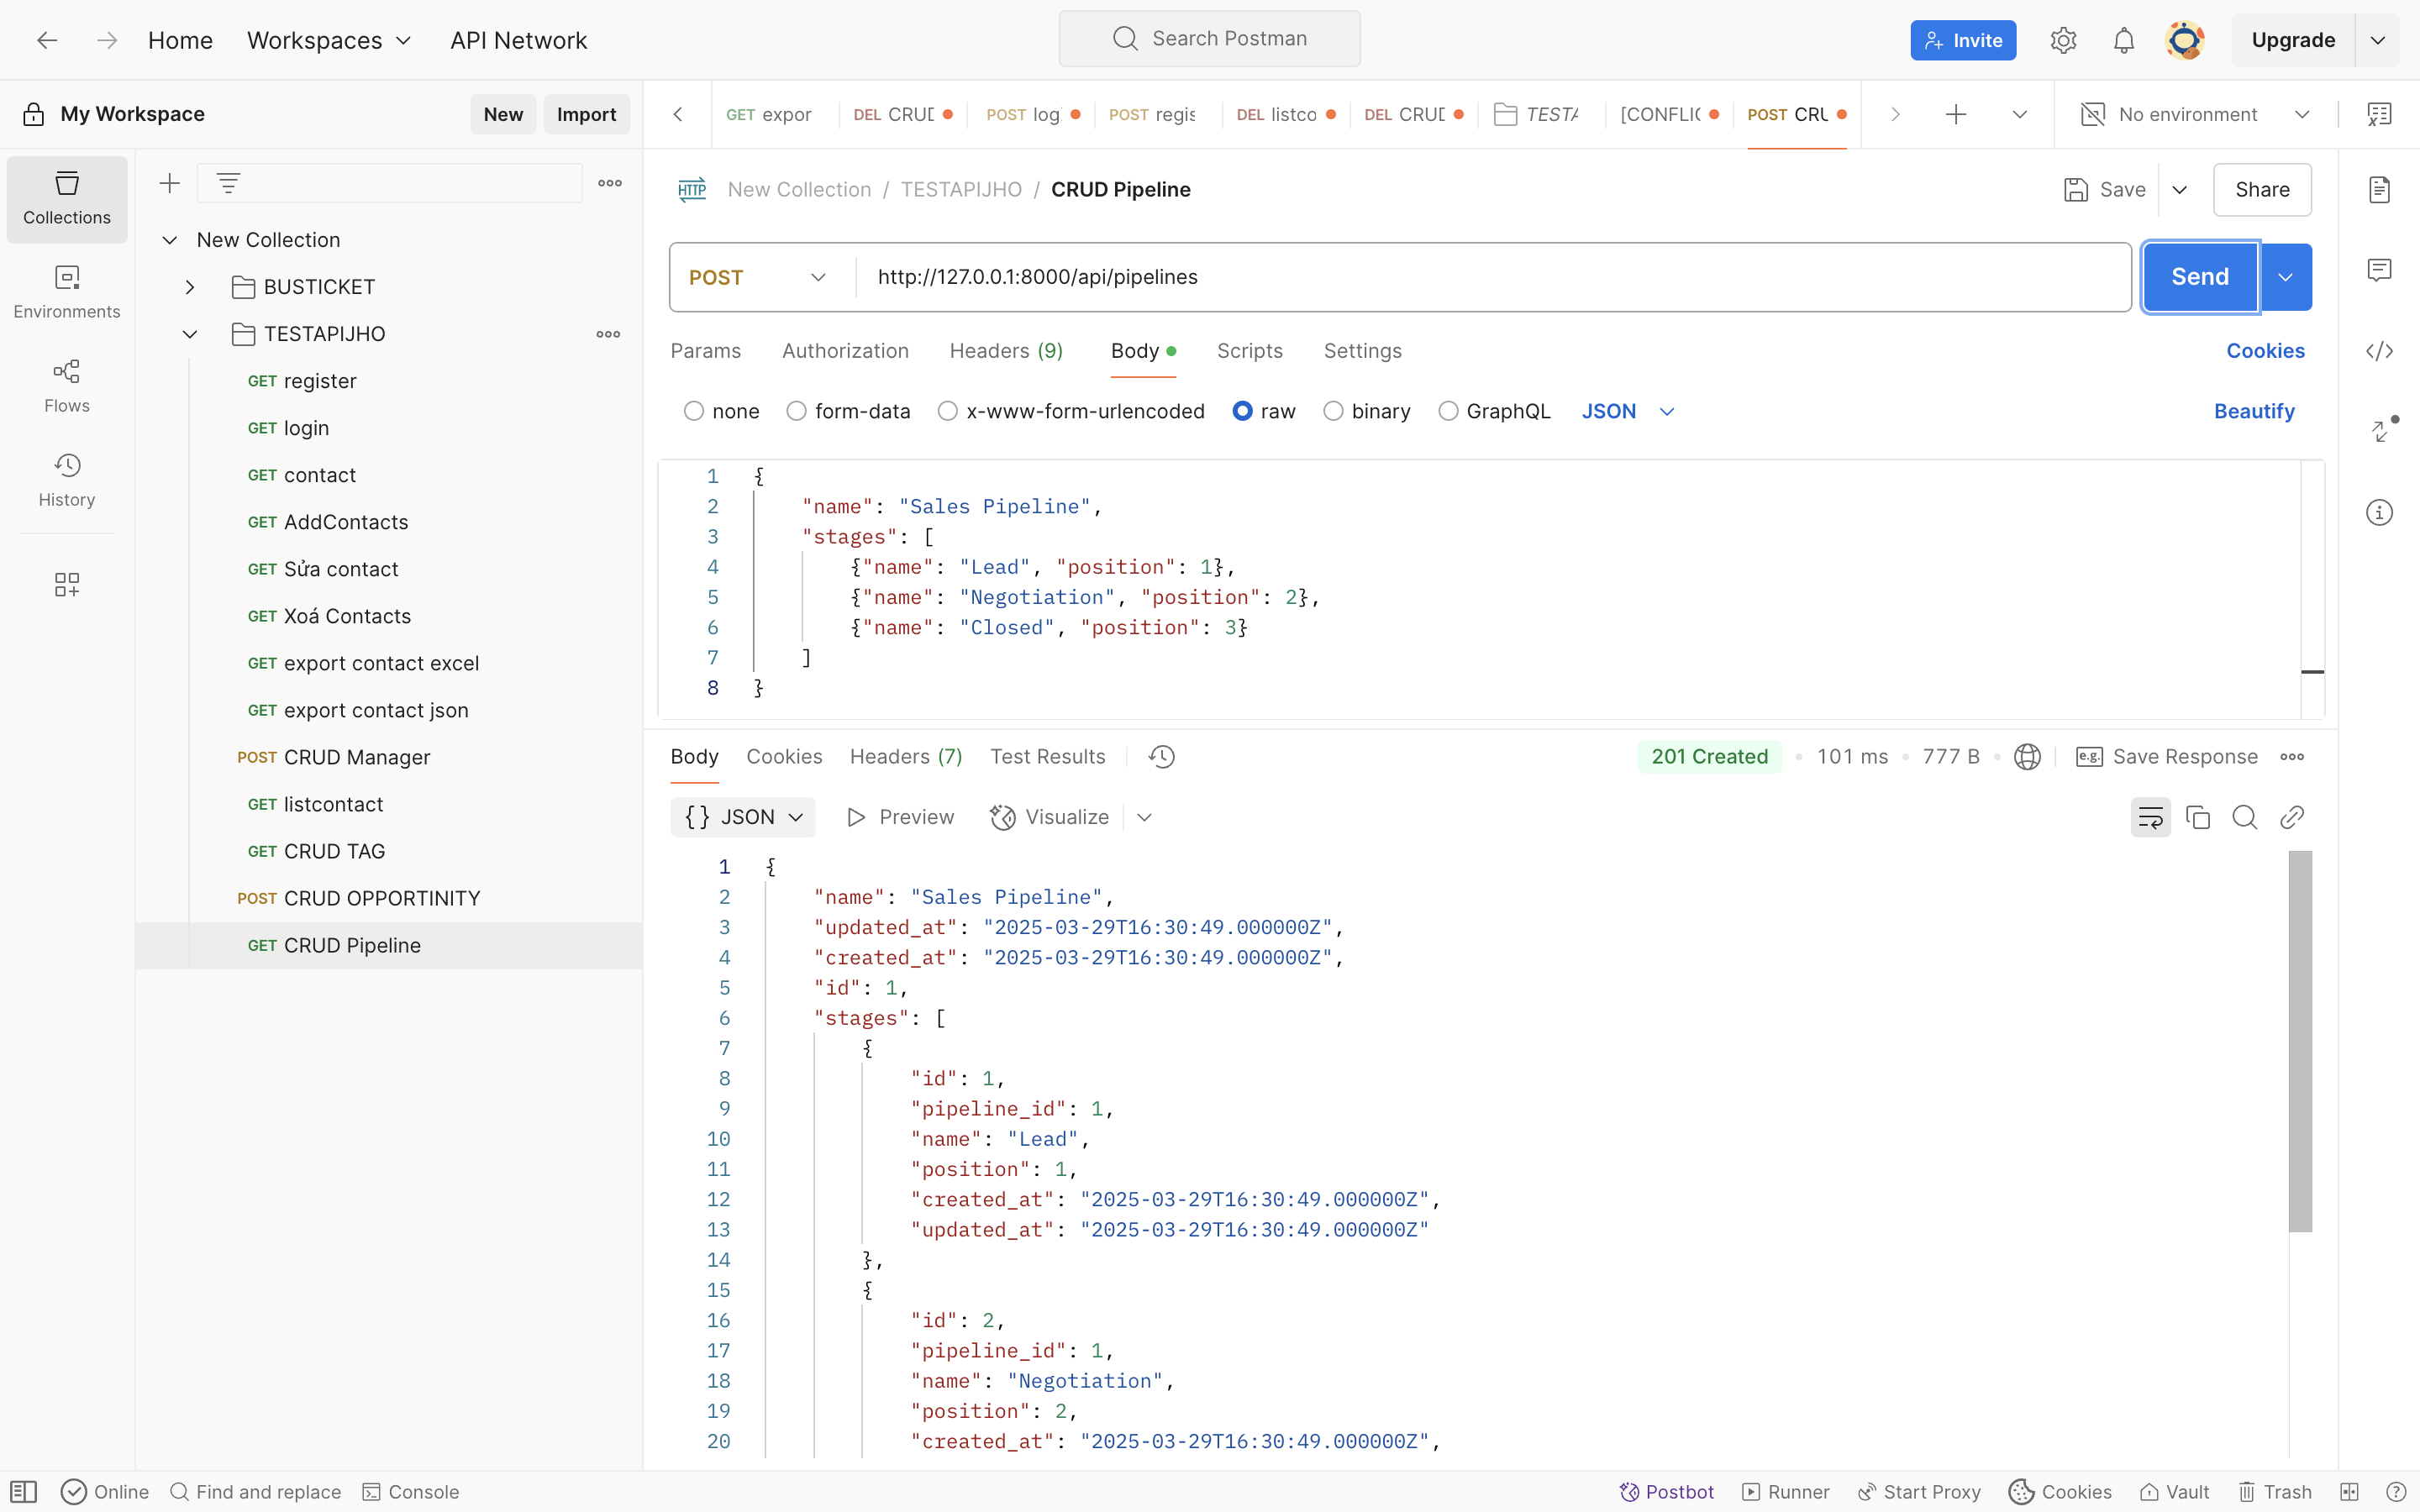 Home Workspaces API Network Search Postman Invite Upgrade
My Workspace New Import GET expor DEL CRUD POST log POST regis DEL listco DEL CRUD TESTA [CONFLIC POST CRU No environment
Collections
Environments
Flows
History
New Collection
BUSTICKET
TESTAPIJHO
GET register
GET login
GET contact
GET AddContacts
GET Sửa contact
GET Xoá Contacts
GET export contact excel
GET export contact json
POST CRUD Manager
GET listcontact
GET CRUD TAG
POST CRUD OPPORTINITY
GET CRUD Pipeline
HTTP New Collection / TESTAPIJHO / CRUD Pipeline Save Share
POST http://127.0.0.1:8000/api/pipelines Send
Params Authorization Headers (9) Body Scripts Settings Cookies
none form-data x-www-form-urlencoded raw binary GraphQL JSON Beautify
1 {
2 "name": "Sales Pipeline",
3 "stages": [
4 {"name": "Lead", "position": 1},
5 {"name": "Negotiation", "position": 2},
6 {"name": "Closed", "position": 3}
7 ]
8 }
Body Cookies Headers (7) Test Results 201 Created 101 ms 777 B e.g. Save Response
{} JSON Preview Visualize
1 {
2 "name": "Sales Pipeline",
3 "updated_at": "2025-03-29T16:30:49.000000Z",
4 "created_at": "2025-03-29T16:30:49.000000Z",
5 "id": 1,
6 "stages": [
7 {
8 "id": 1,
9 "pipeline_id": 1,
10 "name": "Lead",
11 "position": 1,
12 "created_at": "2025-03-29T16:30:49.000000Z",
13 "updated_at": "2025-03-29T16:30:49.000000Z"
14 },
15 {
16 "id": 2,
17 "pipeline_id": 1,
18 "name": "Negotiation",
19 "position": 2,
20 "created_at": "2025-03-29T16:30:49.000000Z",
Online Find and replace Console Postbot Runner Start Proxy Cookies Vault Trash